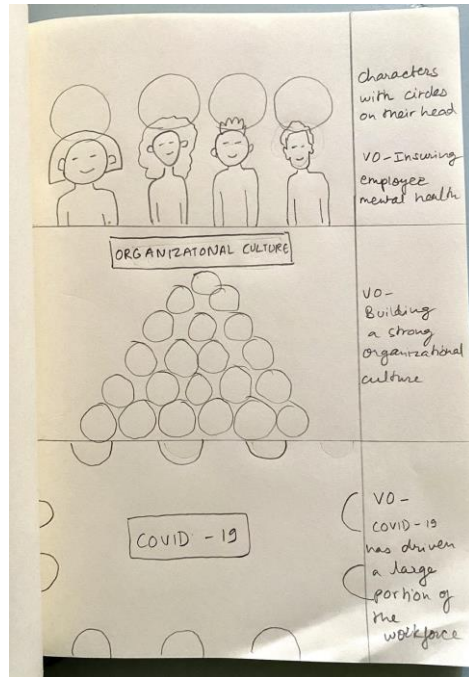 characters
with circles
on their head
VO-Insuring
employee
mental health
ORGANIZATONAL CULTURE
VO-
Building
a strong
organizational
culture
COVID - 19
VO-
COVID-19
has driven
a large
portion of
the
workforce